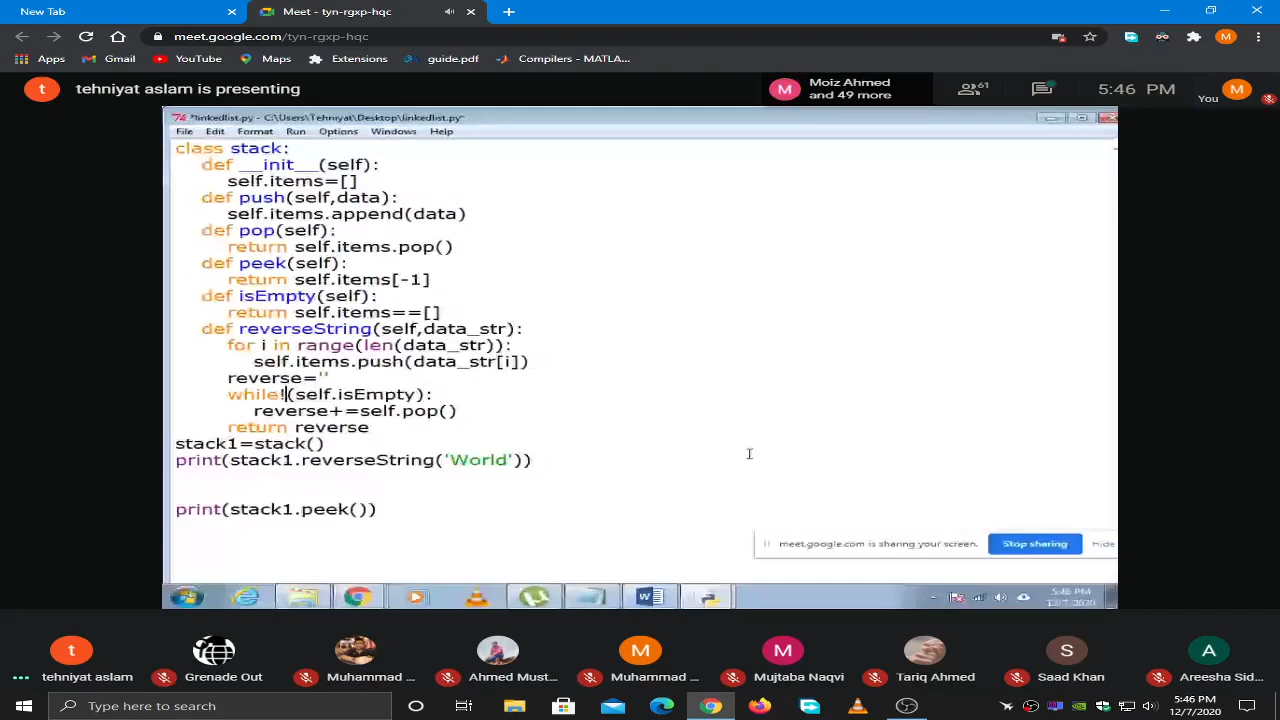 New Tab
Meet - tyn-rgxp-hqc
meet.google.com/tyn-rgxp-hqc
M
Apps
Gmail
YouTube
Maps
Extensions
guide.pdf
Compilers - MATLA...
t
tehniyat aslam is presenting
M
Moiz Ahmed
and 49 more
61
5:46 PM
You
M
*linkedlist.py - C:\Users\Tehniyat\Desktop\linkedlist.py*
File Edit Format Run Options Windows Help
class stack:
def __init__(self):
self.items=[]
def push(self,data):
self.items.append(data)
def pop(self):
return self.items.pop()
def peek(self):
return self.items[-1]
def isEmpty(self):
return self.items==[]
def reverseString(self,data_str):
for i in range(len(data_str)):
self.items.push(data_str[i])
reverse=''
while!(self.isEmpty):
reverse+=self.pop()
return reverse
stack1=stack()
print(stack1.reverseString('World'))
print(stack1.peek())
meet.google.com is sharing your screen.
Stop sharing
Hide
5:46 PM
t
M
M
S
A
tehniyat aslam
Grenade Out
Muhammad ...
Ahmed Must...
Muhammad ...
Mujtaba Naqvi
Tariq Ahmed
Saad Khan
Areesha Sid...
Type here to search
5:46 PM
12/7/2020